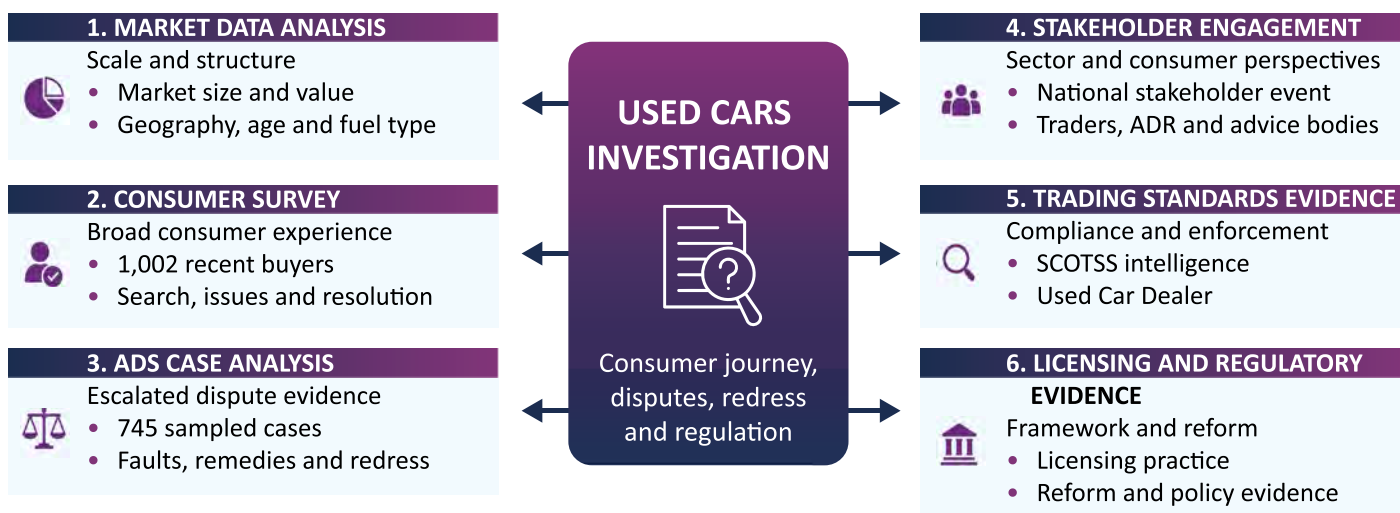 1. MARKET DATA ANALYSIS
Scale and structure
• Market size and value
• Geography, age and fuel type
2. CONSUMER SURVEY
Broad consumer experience
• 1,002 recent buyers
• Search, issues and resolution
3. ADS CASE ANALYSIS
Escalated dispute evidence
• 745 sampled cases
• Faults, remedies and redress
USED CARS
INVESTIGATION
?
Consumer journey,
disputes, redress
and regulation
4. STAKEHOLDER ENGAGEMENT
Sector and consumer perspectives
• National stakeholder event
• Traders, ADR and advice bodies
5. TRADING STANDARDS EVIDENCE
Compliance and enforcement
• SCOTSS intelligence
• Used Car Dealer
6. LICENSING AND REGULATORY
EVIDENCE
Framework and reform
• Licensing practice
• Reform and policy evidence